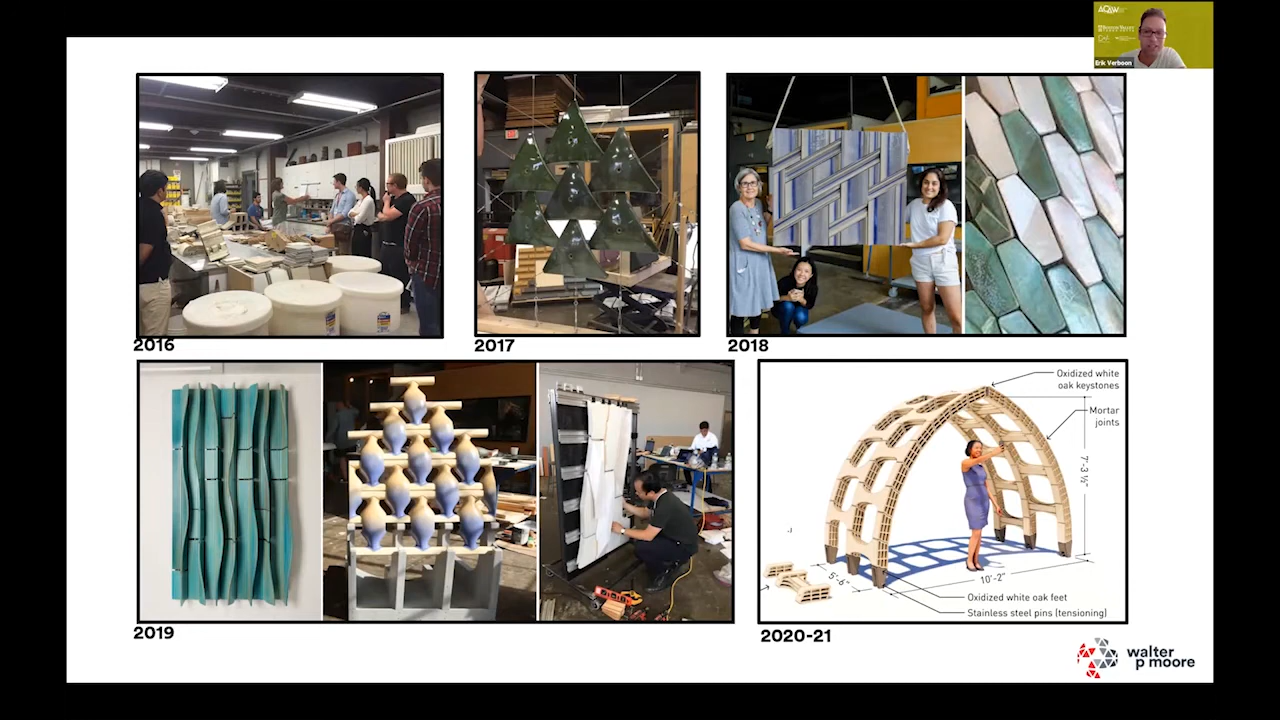 ACAW
Erik Verboon
2016
2017
2018
Oxidized white
oak keystones
Mortar
joints
7'-3 ½"
5'-6"
10'-2"
Oxidized white oak feet
Stainless steel pins (tensioning)
2019
2020-21
walter
p moore